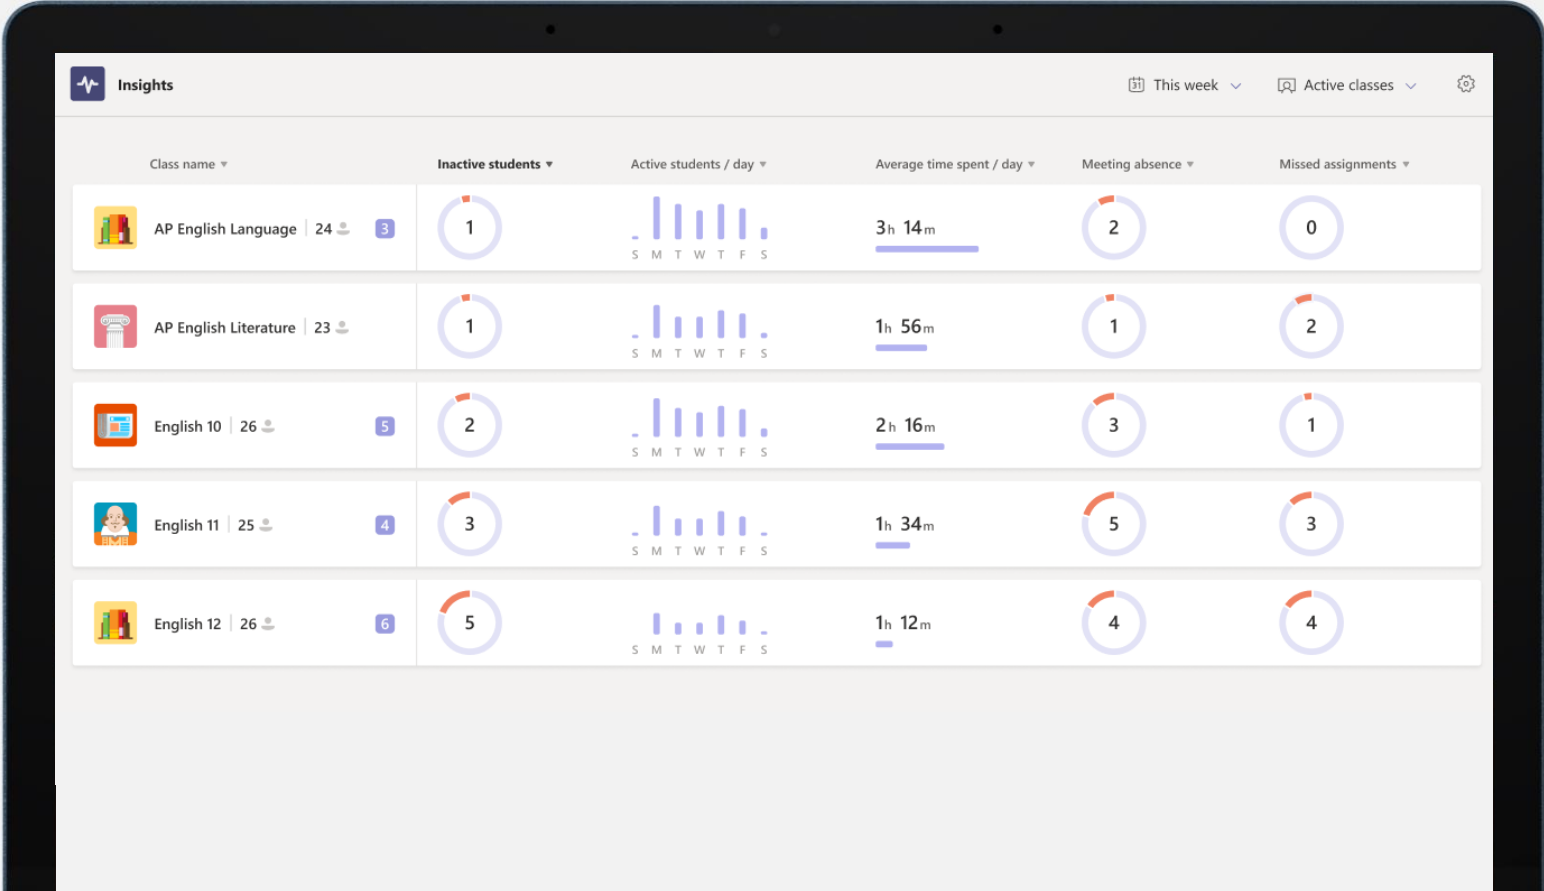 Insights
31 This week Active classes
Class name Inactive students Active students / day Average time spent / day Meeting absence Missed assignments
AP English Language 24 3 1 3h 14m 2 0
S M T W T F S
AP English Literature 23 1 1h 56m 1 2
S M T W T F S
English 10 26 5 2 2h 16m 3 1
S M T W T F S
English 11 25 4 3 1h 34m 5 3
S M T W T F S
English 12 26 6 5 1h 12m 4 4
S M T W T F S